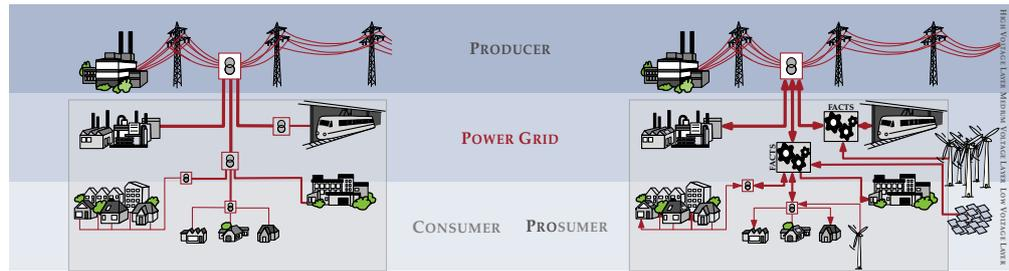 PRODUCER
POWER GRID
CONSUMER
PROSUMER
FACTS
FACTS
HIGH VOLTAGE LAYER
MEDIUM VOLTAGE LAYER
LOW VOLTAGE LAYER